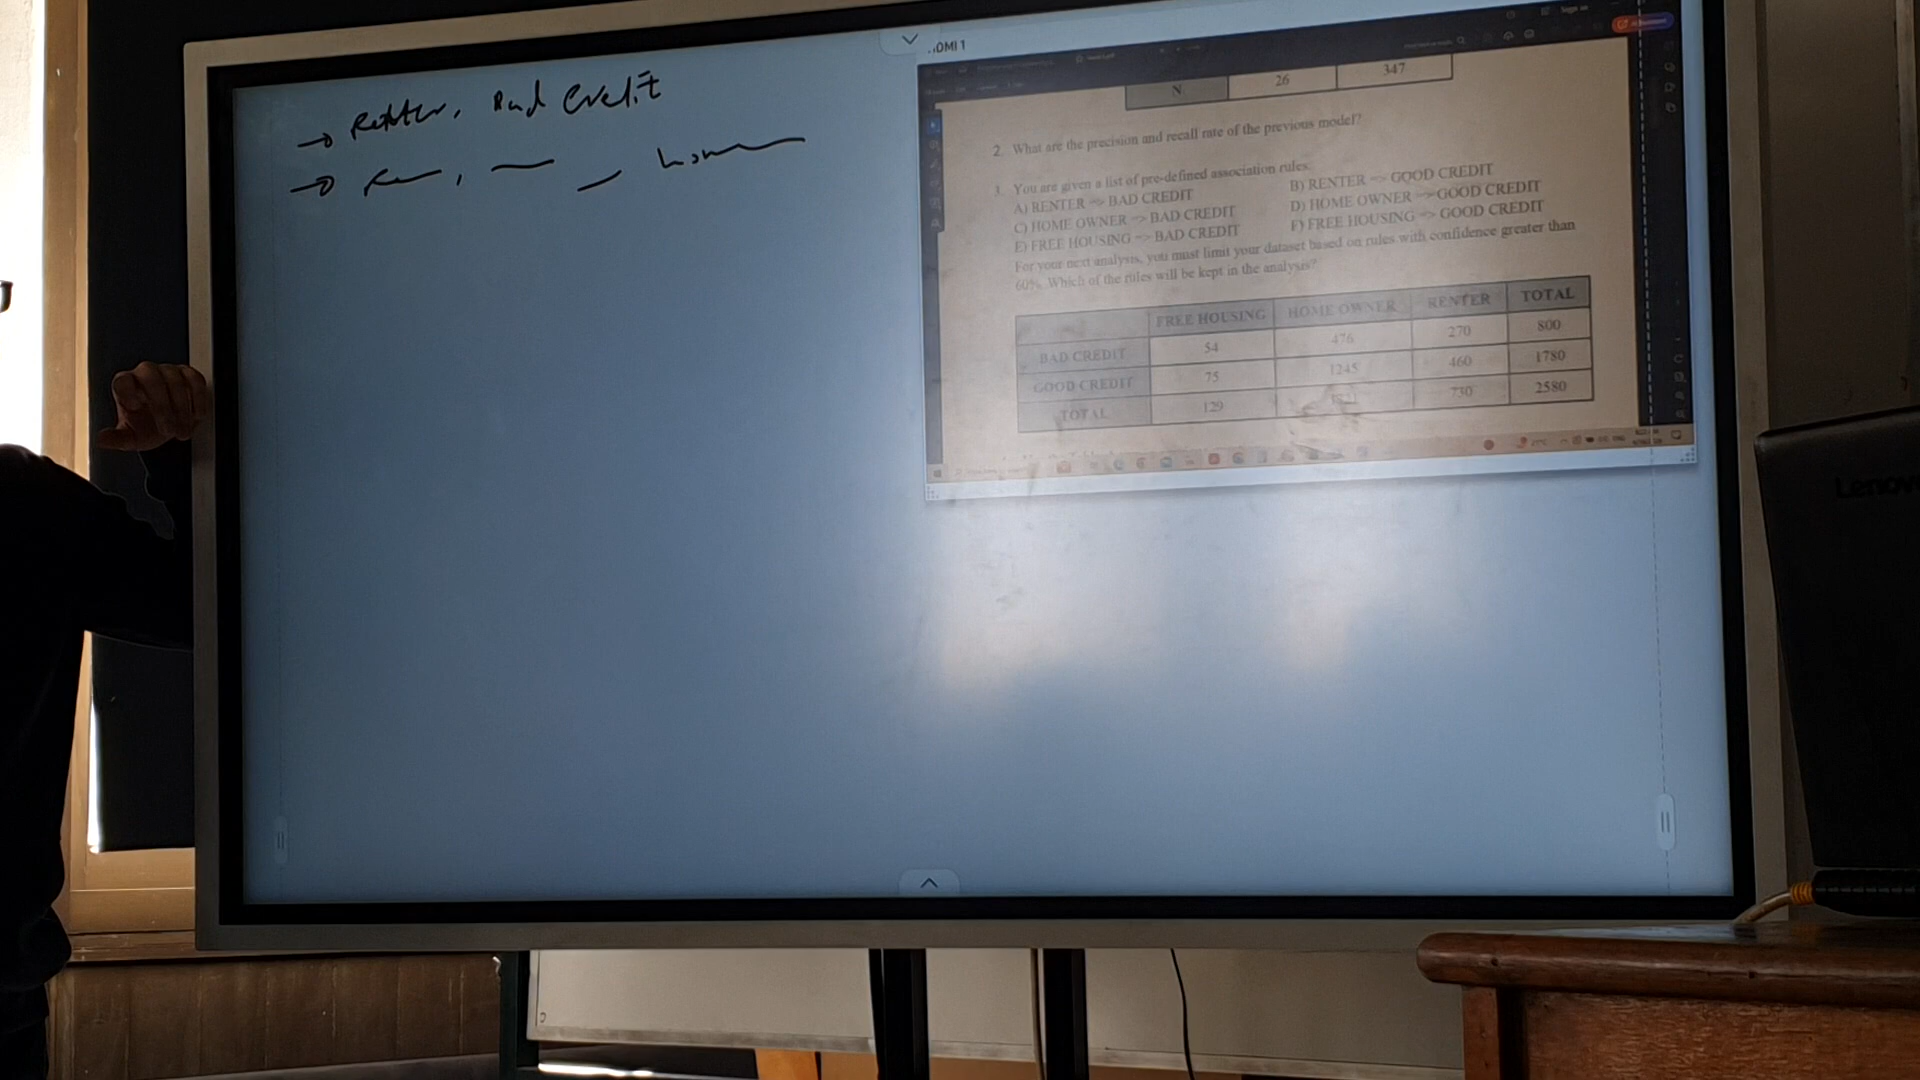 → Renter, Bad Credit
→
HDMI 1
Sign in
N
26
347
2. What are the precision and recall rate of the previous model?
3. You are given a list of pre-defined association rules:
A) RENTER => BAD CREDIT
B) RENTER => GOOD CREDIT
C) HOME OWNER => BAD CREDIT
D) HOME OWNER => GOOD CREDIT
E) FREE HOUSING => BAD CREDIT
F) FREE HOUSING => GOOD CREDIT
For your next analysis, you must limit your dataset based on rules with confidence greater than
60%. Which of the rules will be kept in the analysis?
FREE HOUSING HOME OWNER RENTER TOTAL
BAD CREDIT 54 476 270 800
GOOD CREDIT 75 1245 460 1780
TOTAL 129 730 2580
Lenovo